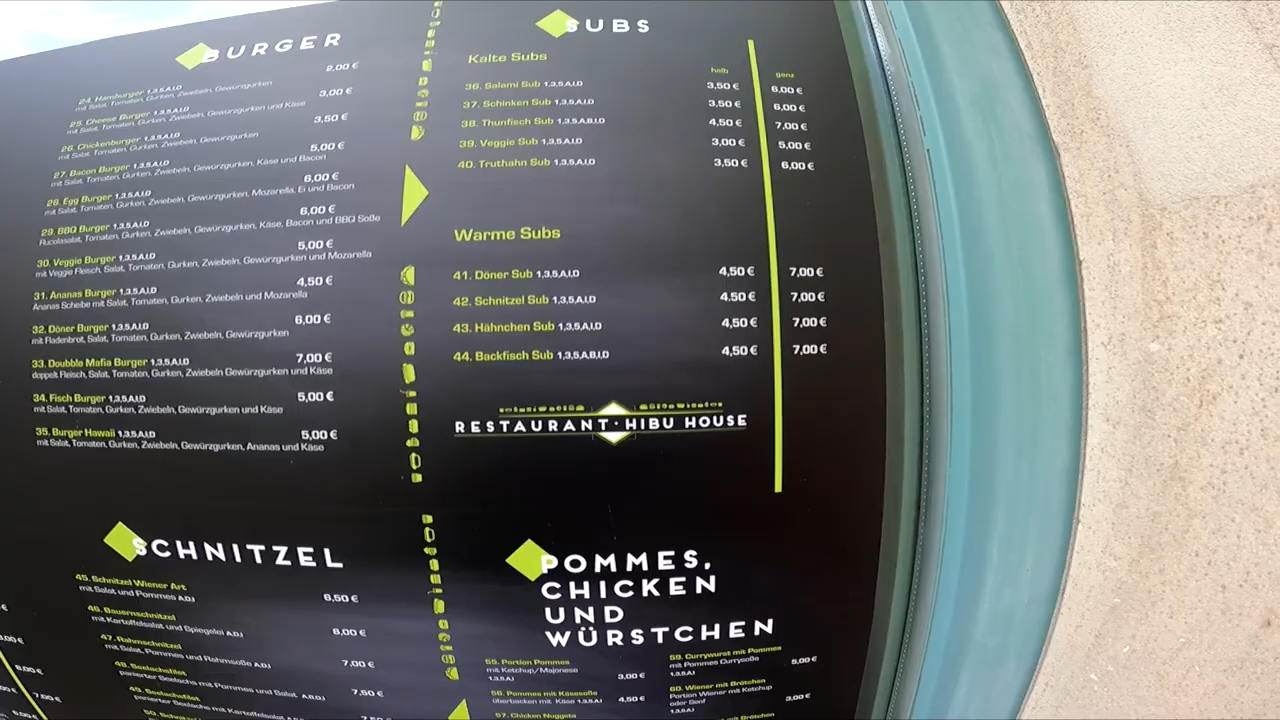 BURGER
2,00 €
24. Hamburger 1,3,5,A,I,D
mit Salat, Tomaten, Gurken, Zwiebeln, Gewürzgurken
3,00 €
25. Cheese Burger 1,3,5,A,I,D
mit Salat, Tomaten, Gurken, Zwiebeln, Gewürzgurken und Käse
3,50 €
26. Chickenburger 1,3,5,A,I,D
mit Salat, Tomaten, Gurken, Zwiebeln, Gewürzgurken
5,00 €
27. Bacon Burger 1,3,5,A,I,D
mit Salat, Tomaten, Gurken, Zwiebeln, Gewürzgurken, Käse und Bacon
6,00 €
28. Egg Burger 1,3,5,A,I,D
mit Salat, Tomaten, Gurken, Zwiebeln, Gewürzgurken, Mozarella, Ei und Bacon
6,00 €
29. BBQ Burger 1,3,5,A,I,D
Rucolasalat, Tomaten, Gurken, Zwiebeln, Gewürzgurken, Käse, Bacon und BBQ Soße
5,00 €
30. Veggie Burger 1,3,5,A,I,D
mit Veggie Fleisch, Salat, Tomaten, Gurken, Zwiebeln, Gewürzgurken und Mozarella
4,50 €
31. Ananas Burger 1,3,5,A,I,D
Ananas Scheibe mit Salat, Tomaten, Gurken, Zwiebeln und Mozarella
6,00 €
32. Döner Burger 1,3,5,A,I,D
mit Fladenbrot, Salat, Tomaten, Gurken, Zwiebeln, Gewürzgurken
7,00 €
33. Doubble Mafia Burger 1,3,5,A,I,D
doppelt Fleisch, Salat, Tomaten, Gurken, Zwiebeln Gewürzgurken und Käse
5,00 €
34. Fisch Burger 1,3,5,A,I,D
mit Salat, Tomaten, Gurken, Zwiebeln, Gewürzgurken und Käse
5,00 €
35. Burger Hawaii 1,3,5,A,I,D
mit Salat, Tomaten, Gurken, Zwiebeln, Gewürzgurken, Ananas und Käse
SUBS
Kalte Subs
halb ganz
36. Salami Sub 1,3,5,A,I,D 3,50 € 6,00 €
37. Schinken Sub 1,3,5,A,I,D 3,50 € 6,00 €
38. Thunfisch Sub 1,3,5,A,B,I,D 4,50 € 7,00 €
39. Veggie Sub 1,3,5,A,I,D 3,00 € 5,00 €
40. Truthahn Sub 1,3,5,A,I,D 3,50 € 6,00 €
Warme Subs
41. Döner Sub 1,3,5,A,I,D 4,50 € 7,00 €
42. Schnitzel Sub 1,3,5,A,I,D 4,50 € 7,00 €
43. Hähnchen Sub 1,3,5,A,I,D 4,50 € 7,00 €
44. Backfisch Sub 1,3,5,A,B,I,D 4,50 € 7,00 €
RESTAURANT · HIBU HOUSE
SCHNITZEL
45. Schnitzel Wiener Art
mit Salat und Pommes A,D,I 6,50 €
46. Bauernschnitzel
mit Kartoffelsalat und Spiegelei A,D,I 8,00 €
47. Rahmschnitzel
mit Salat, Pommes und Rahmsoße A,D,I 7,00 €
48. Seelachsfilet
panierter Seelachs mit Pommes und Salat 7,50 €
49. Seelachsfilet
panierter Seelachs mit Kartoffelsalat
POMMES,
CHICKEN
UND
WÜRSTCHEN
55. Portion Pommes
mit Ketchup/Majonese
1,3,5,A,I 3,00 €
56. Pommes mit Käsesoße
überbacken mit Käse 1,3,5,A,I 4,50 €
57. Chicken Nuggets
59. Currywurst mit Pommes
mit Pommes Currysoße
1,3,5,A,I 5,00 €
60. Wiener mit Brötchen
Portion Wiener mit Ketchup
oder Senf
1,3,5,A,I 3,00 €
mit Brötchen